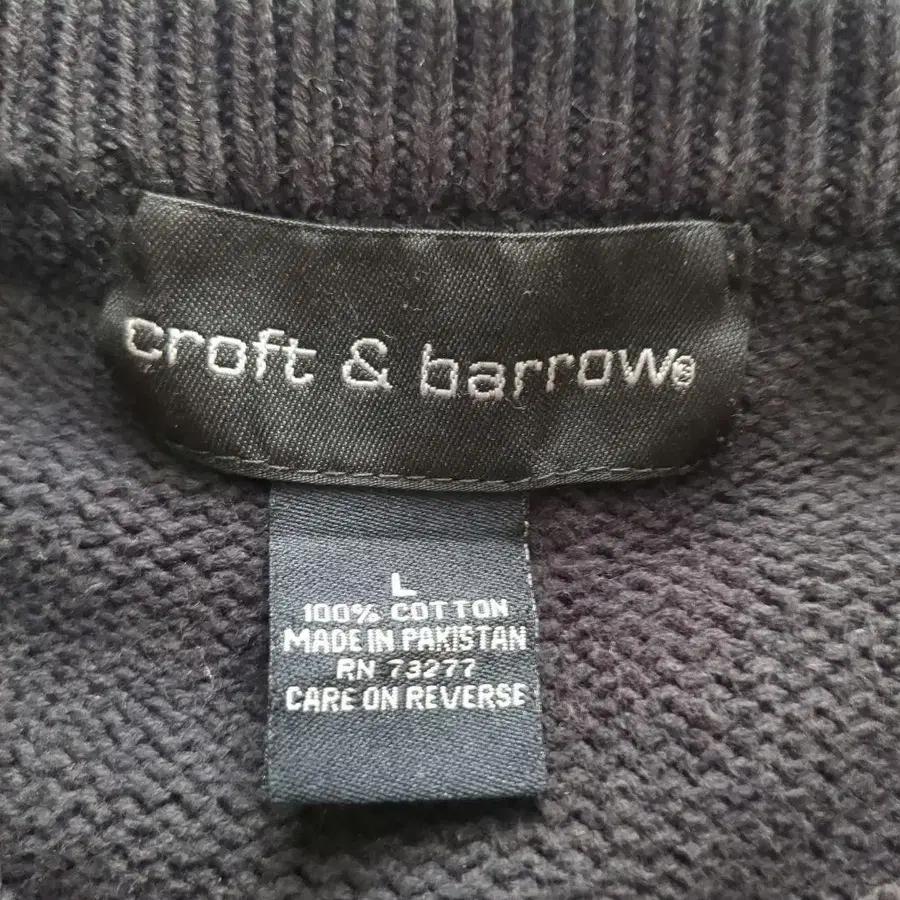 croft & barrow®
L
100% COTTON
MADE IN PAKISTAN
RN 73277
CARE ON REVERSE